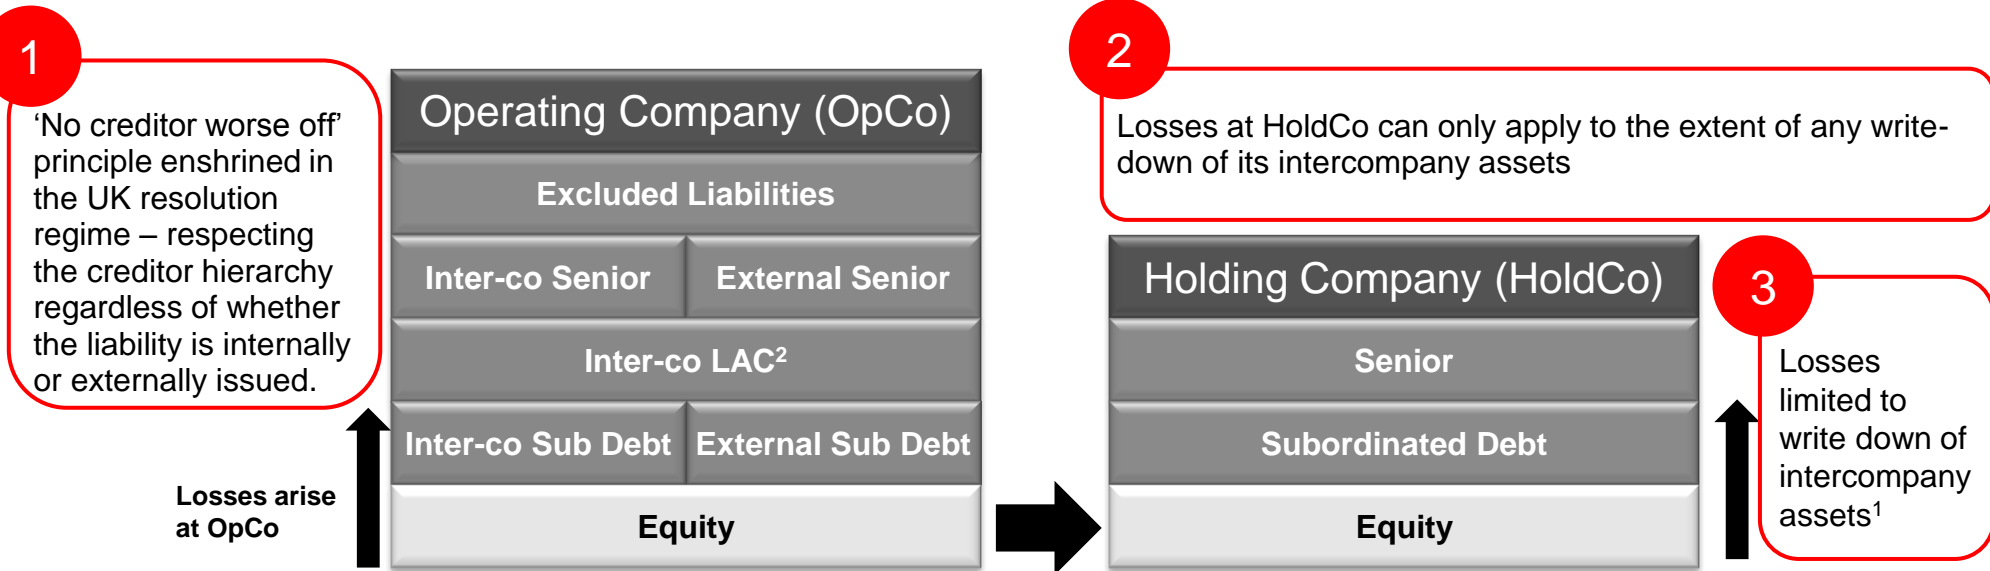 1
‘No creditor worse off’
principle enshrined in
the UK resolution
regime – respecting
the creditor hierarchy
regardless of whether
the liability is internally
or externally issued.
Losses arise
at OpCo
Operating Company (OpCo)
Excluded Liabilities
Inter-co Senior
External Senior
Inter-co LAC²
Inter-co Sub Debt
External Sub Debt
Equity
2
Losses at HoldCo can only apply to the extent of any write-
down of its intercompany assets
Holding Company (HoldCo)
Senior
Subordinated Debt
Equity
3
Losses
limited to
write down of
intercompany
assets¹